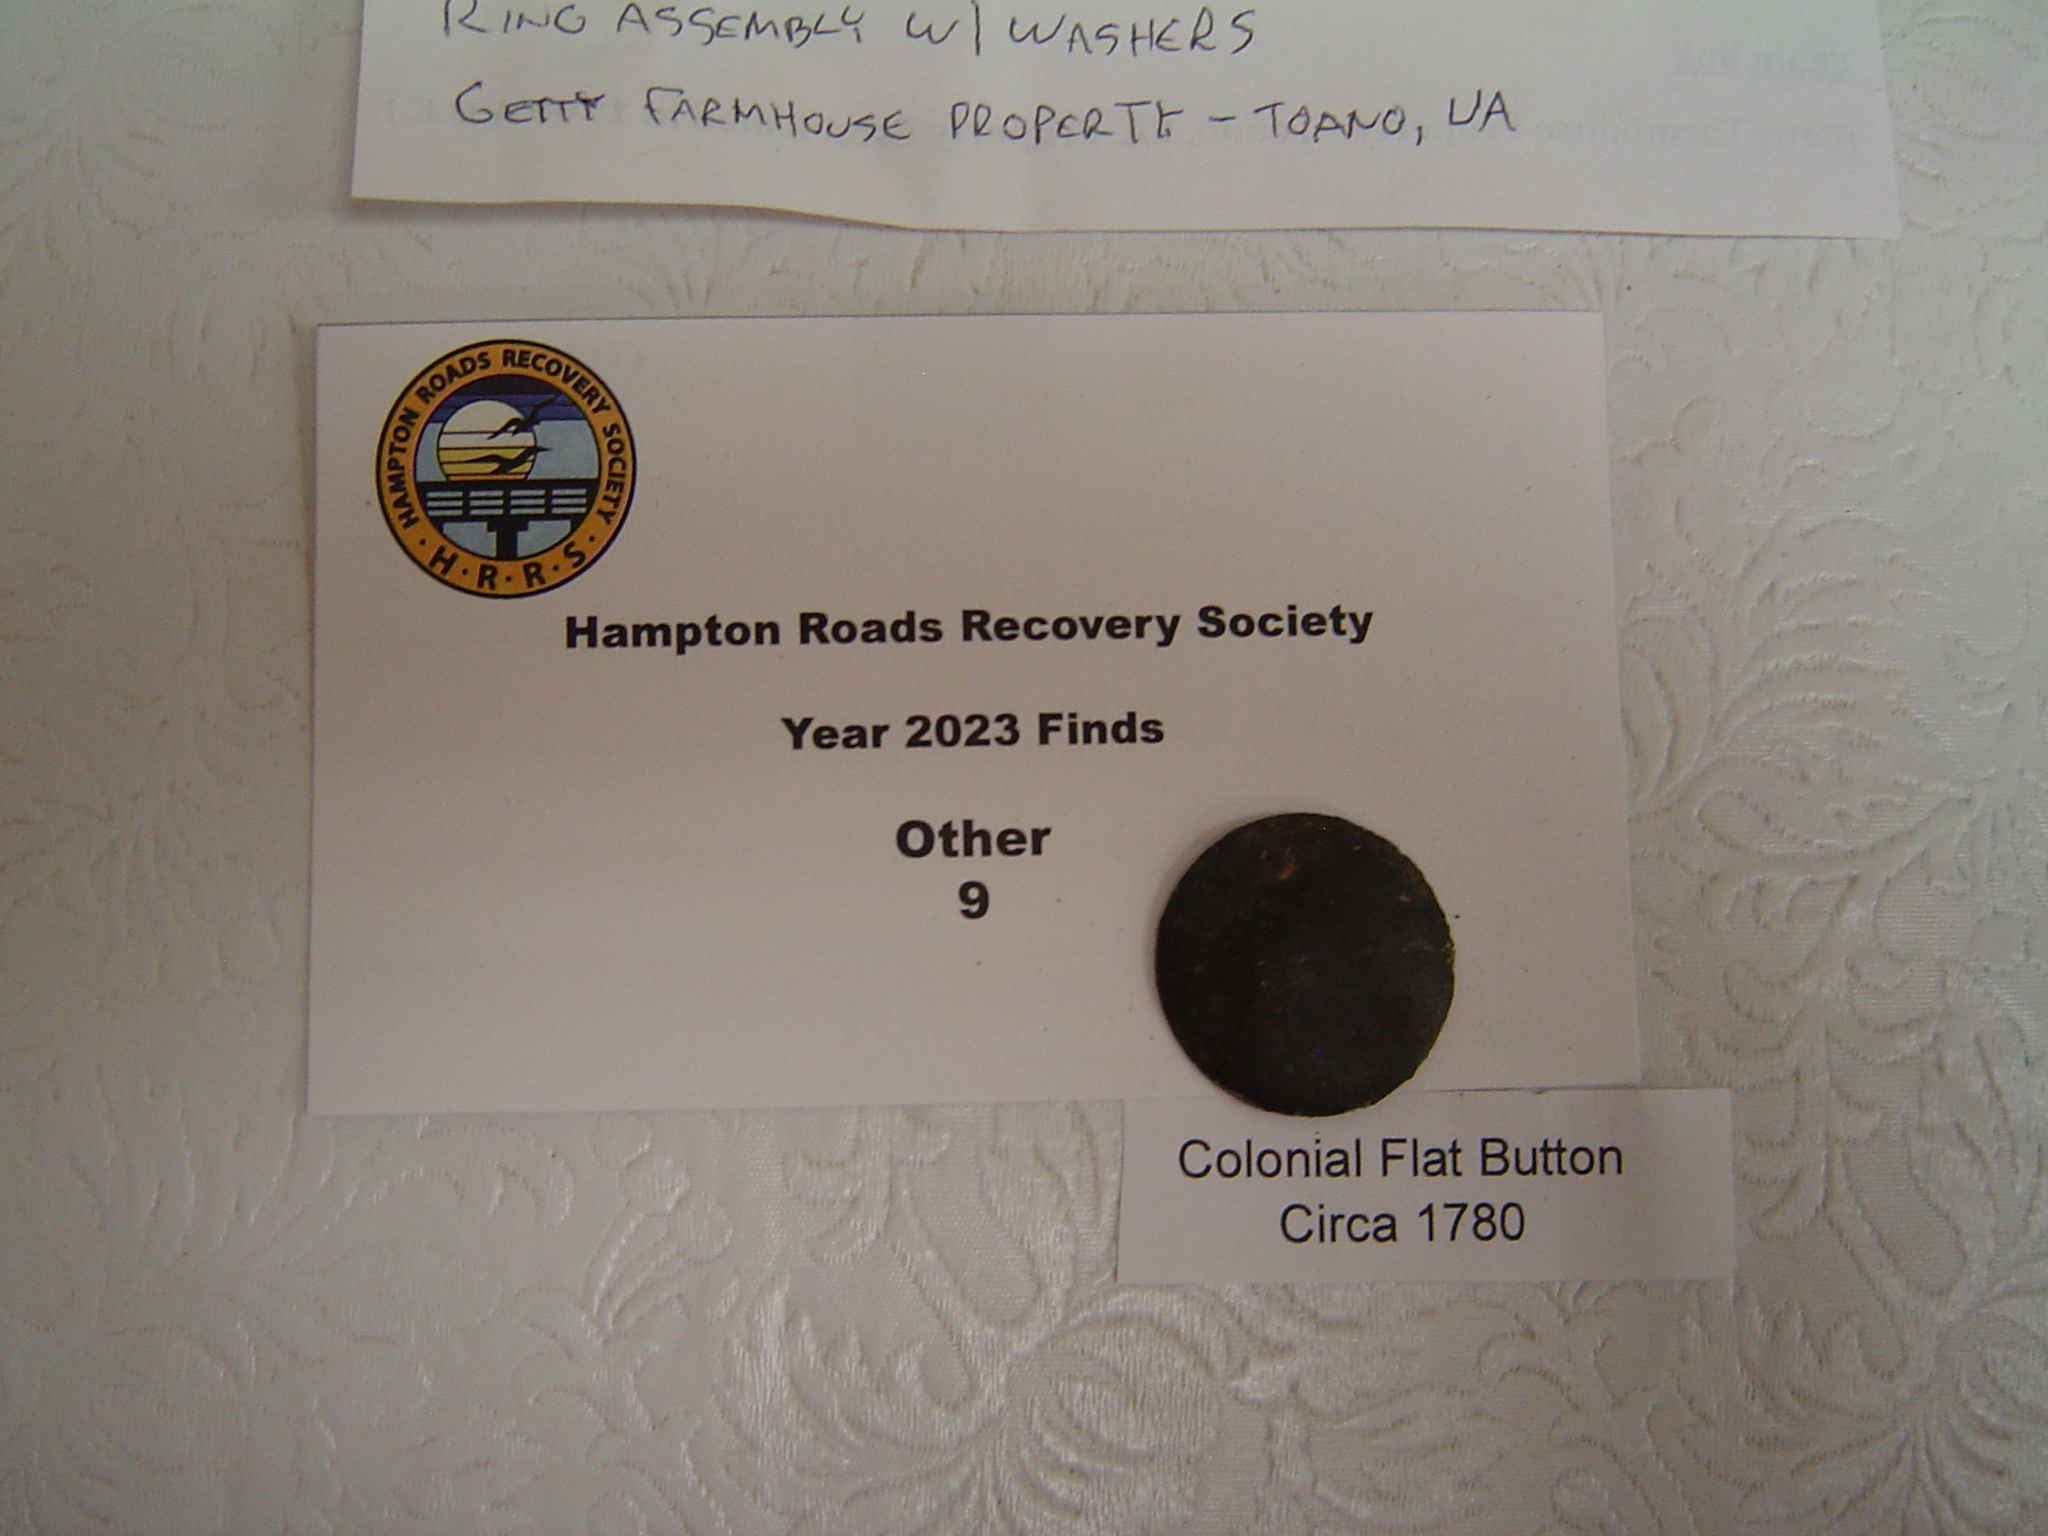 RING ASSEMBLY W/ WASHERS
GETTY FARMHOUSE PROPERTY - TOANO, VA
HAMPTON ROADS RECOVERY SOCIETY
· H · R · R · S ·
Hampton Roads Recovery Society
Year 2023 Finds
Other
9
Colonial Flat Button
Circa 1780